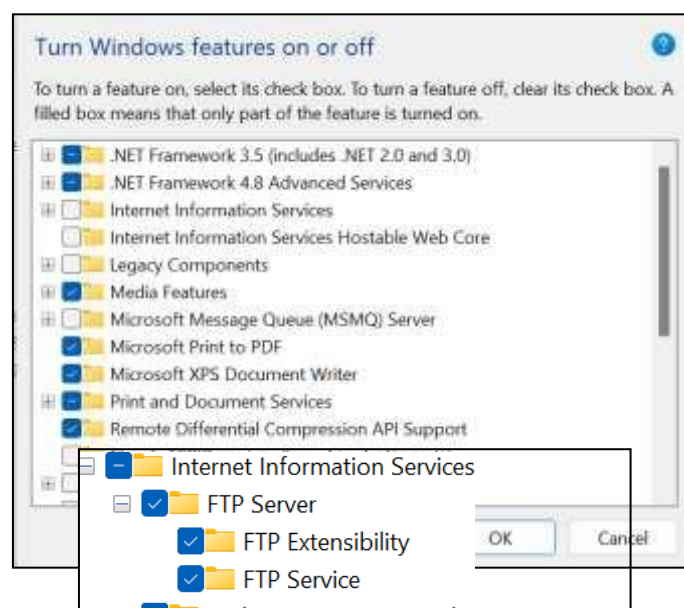 Turn Windows features on or off
?
To turn a feature on, select its check box. To turn a feature off, clear its check box. A
filled box means that only part of the feature is turned on.
.NET Framework 3.5 (includes .NET 2.0 and 3.0)
.NET Framework 4.8 Advanced Services
Internet Information Services
Internet Information Services Hostable Web Core
Legacy Components
Media Features
Microsoft Message Queue (MSMQ) Server
Microsoft Print to PDF
Microsoft XPS Document Writer
Print and Document Services
Remote Differential Compression API Support
Internet Information Services
FTP Server
FTP Extensibility
FTP Service
OK
Cancel